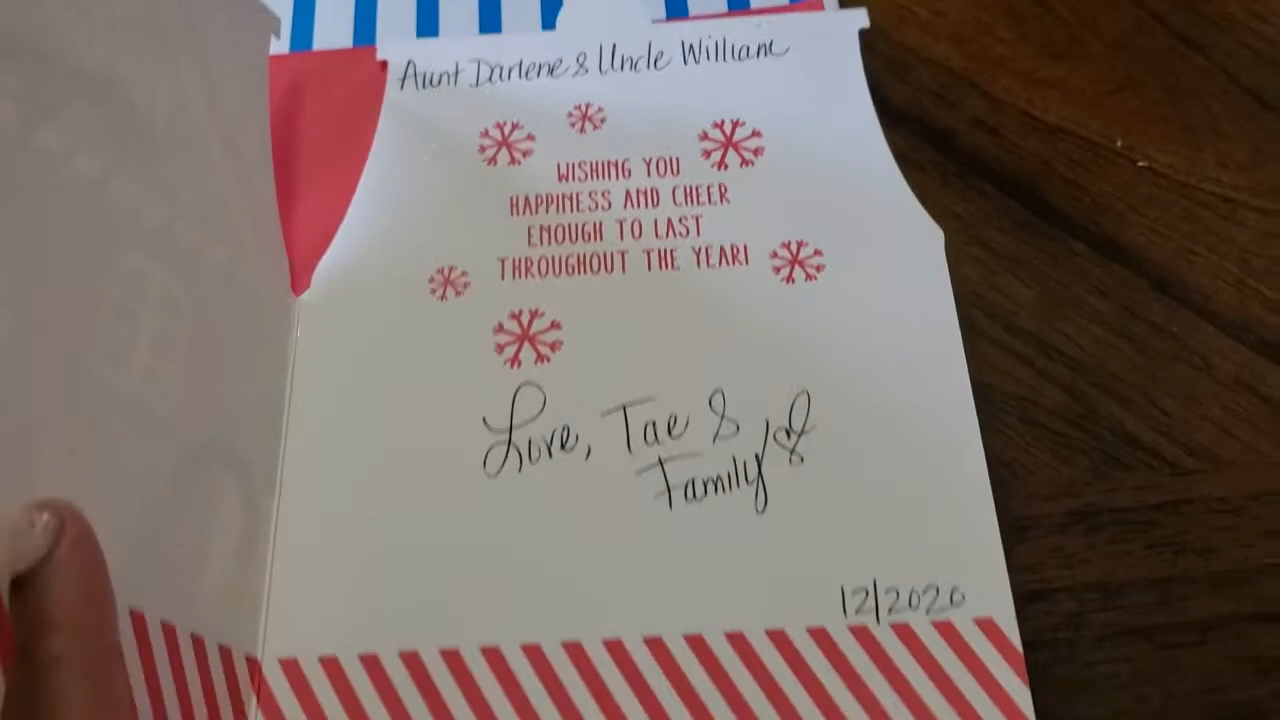 Aunt Darlene & Uncle William
WISHING YOU
HAPPINESS AND CHEER
ENOUGH TO LAST
THROUGHOUT THE YEAR!
Love, Tae &
Family
12/2020